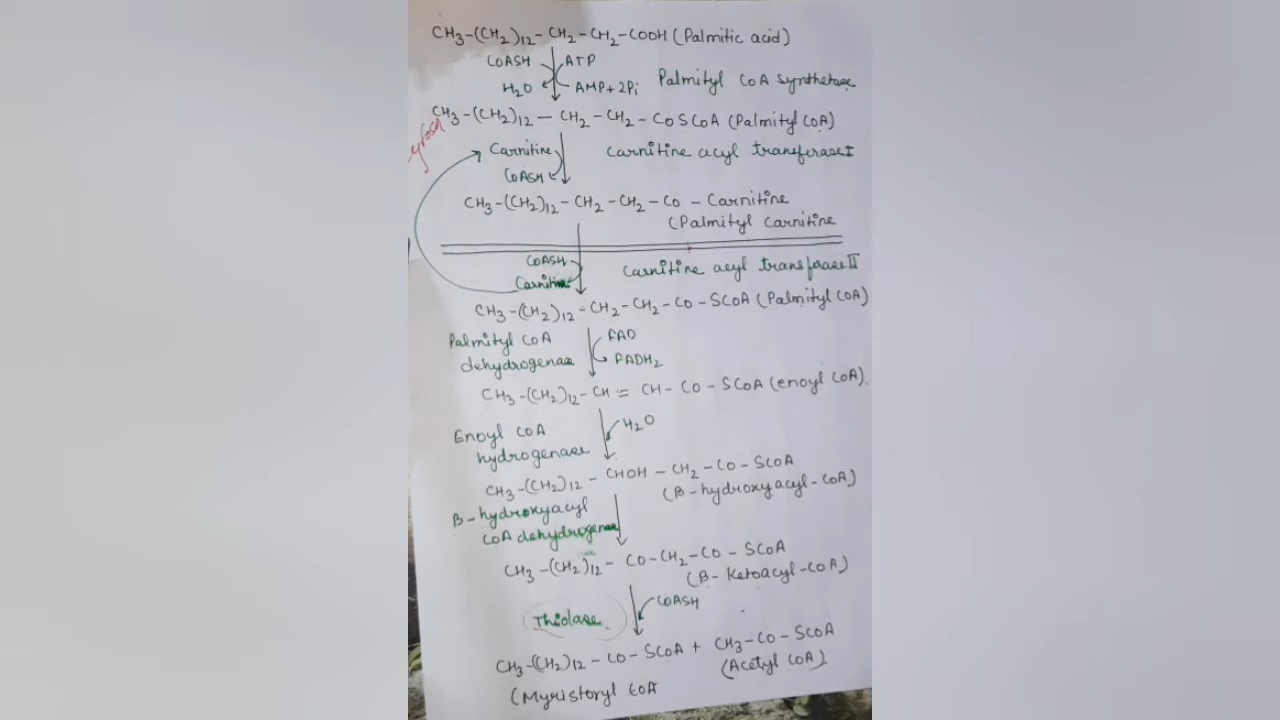 CH3-(CH2)12-CH2-CH2-COOH (Palmitic acid)
COASH ATP
H2O AMP+2Pi Palmityl COA Synthetase
CH3-(CH2)12-CH2-CH2-COSCOA (Palmityl COA)
Carnitine Carnitine acyl transferase I
COASH
CH3-(CH2)12-CH2-CH2-CO-Carnitine
(Palmityl Carnitine
COASH Carnitine acyl transferase II
Carnitine
CH3-(CH2)12-CH2-CH2-CO-SCOA (Palmityl COA)
Palmityl COA FAD
dehydrogenase FADH2
CH3-(CH2)12-CH=CH-CO-SCOA (enoyl COA).
Enoyl COA H2O
hydrogenase
CH3-(CH2)12-CHOH-CH2-CO-SCOA
(B-hydroxyacyl-COA)
B-hydroxyacyl
COA dehydrogenase
CH3-(CH2)12-CO-CH2-CO-SCOA
(B-Ketoacyl-COA)
COASH
Thiolase
CH3-(CH2)12-CO-SCOA + CH3-CO-SCOA
(Acetyl COA)
(Myristoryl COA